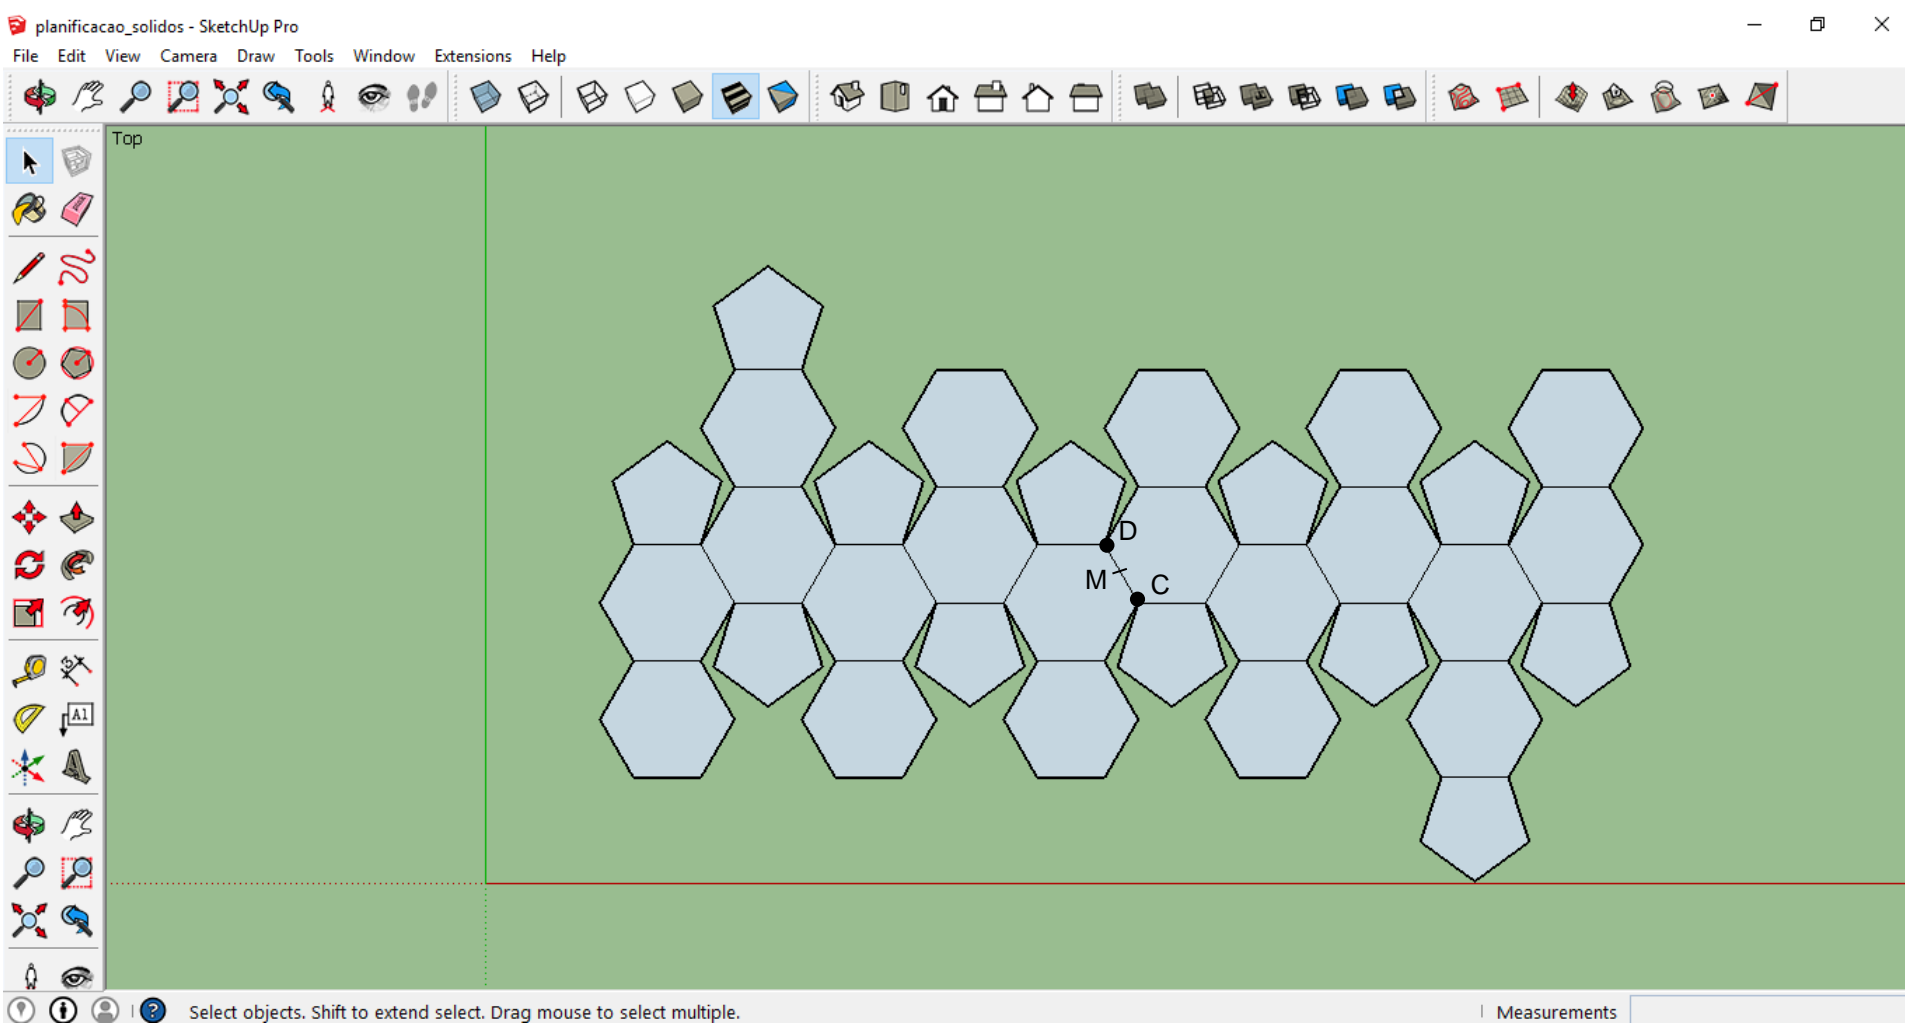 planificacao_solidos - SketchUp Pro
File Edit View Camera Draw Tools Window Extensions Help
Top
D
M
C
A1
Select objects. Shift to extend select. Drag mouse to select multiple.
Measurements